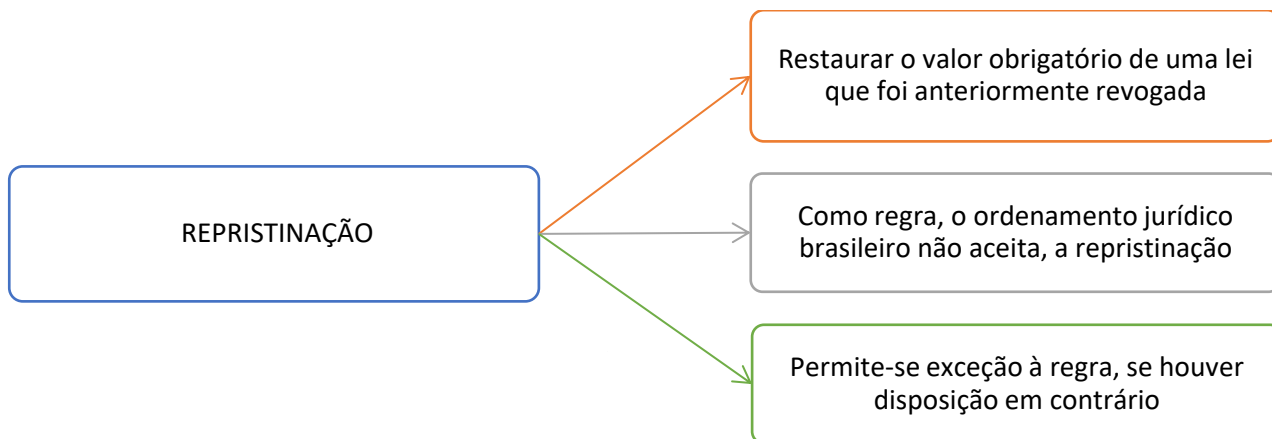 Restaurar o valor obrigatório de uma lei
que foi anteriormente revogada
REPRISTINAÇÃO
Como regra, o ordenamento jurídico
brasileiro não aceita, a repristinação
Permite-se exceção à regra, se houver
disposição em contrário